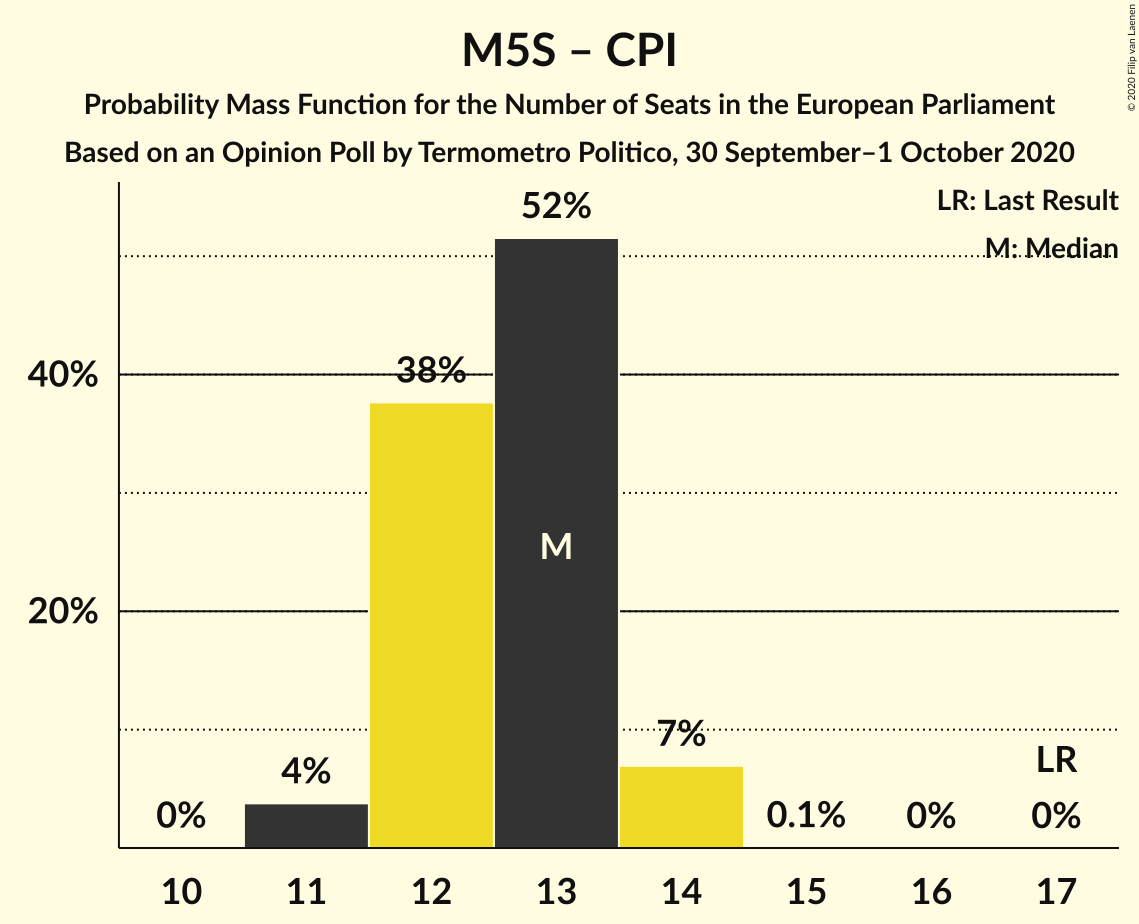 M5S – CPI
Probability Mass Function for the Number of Seats in the European Parliament
Based on an Opinion Poll by Termometro Politico, 30 September–1 October 2020
© 2020 Filip van Laenen
LR: Last Result
M: Median
52%
40%
38%
M
20%
7%
4%
LR
0%
0.1%
0%
0%
10 11 12 13 14 15 16 17